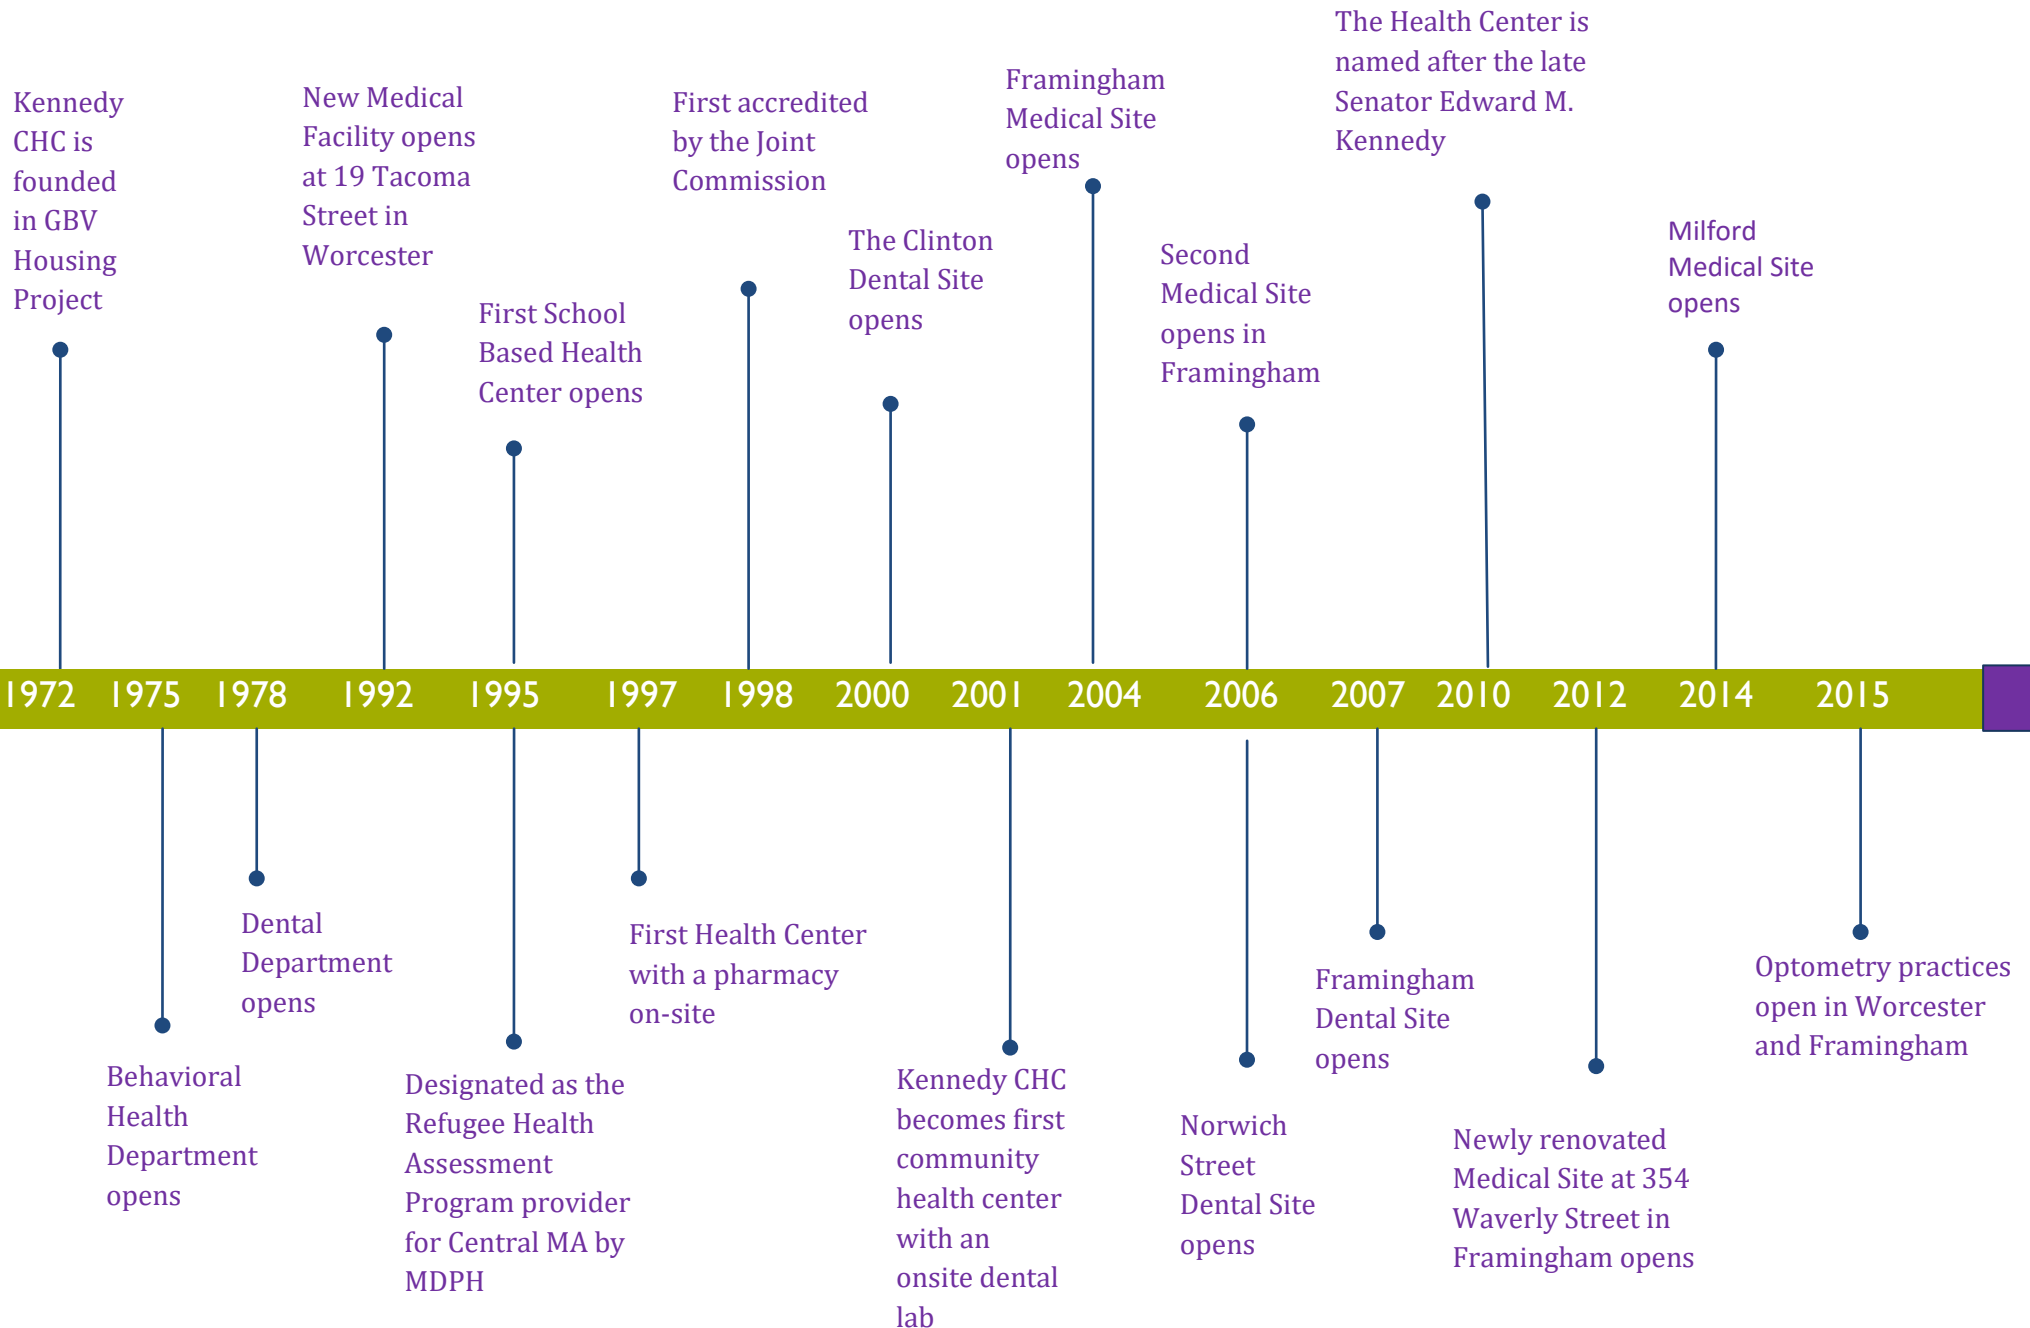 Kennedy
CHC is
founded
in GBV
Housing
Project
New Medical
Facility opens
at 19 Tacoma
Street in
Worcester
First School
Based Health
Center opens
First accredited
by the Joint
Commission
The Clinton
Dental Site
opens
Framingham
Medical Site
opens
Second
Medical Site
opens in
Framingham
The Health Center is
named after the late
Senator Edward M.
Kennedy
Milford
Medical Site
opens
1972 1975 1978 1992 1995 1997 1998 2000 2001 2004 2006 2007 2010 2012 2014 2015
Behavioral
Health
Department
opens
Dental
Department
opens
Designated as the
Refugee Health
Assessment
Program provider
for Central MA by
MDPH
First Health Center
with a pharmacy
on-site
Kennedy CHC
becomes first
community
health center
with an
onsite dental
lab
Norwich
Street
Dental Site
opens
Framingham
Dental Site
opens
Newly renovated
Medical Site at 354
Waverly Street in
Framingham opens
Optometry practices
open in Worcester
and Framingham